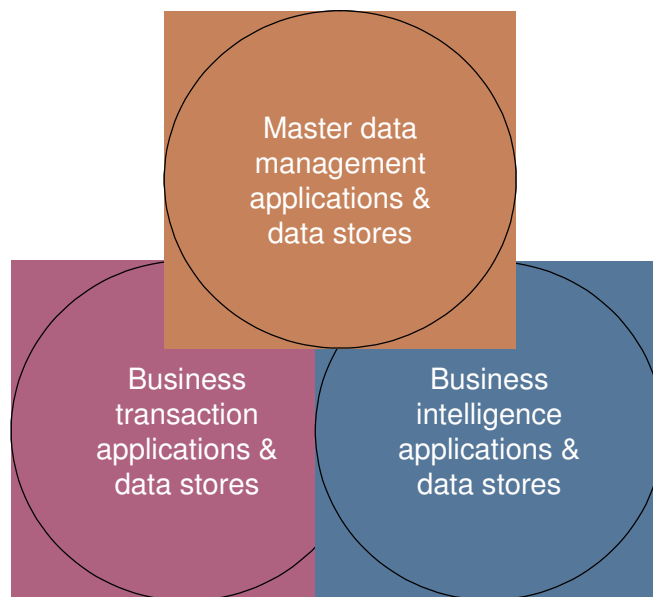 Master data
management
applications &
data stores
Business
transaction
applications &
data stores
Business
intelligence
applications &
data stores